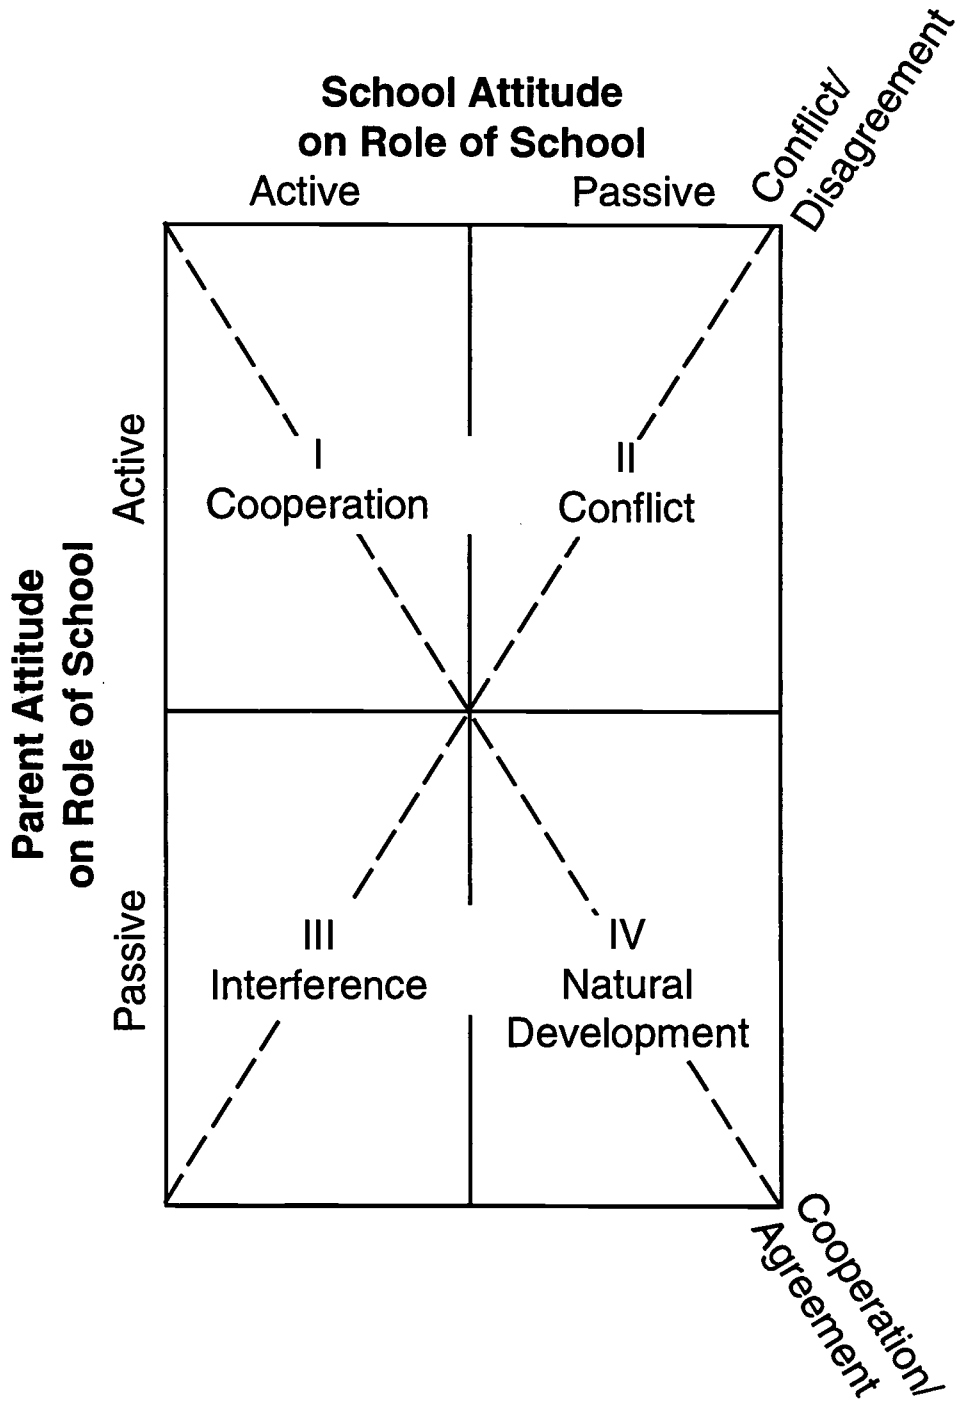 School Attitude
on Role of School
Active
Passive
Conflict/
Disagreement
Parent Attitude
on Role of School
Active
Passive
I
Cooperation
II
Conflict
III
Interference
IV
Natural
Development
Cooperation/
Agreement